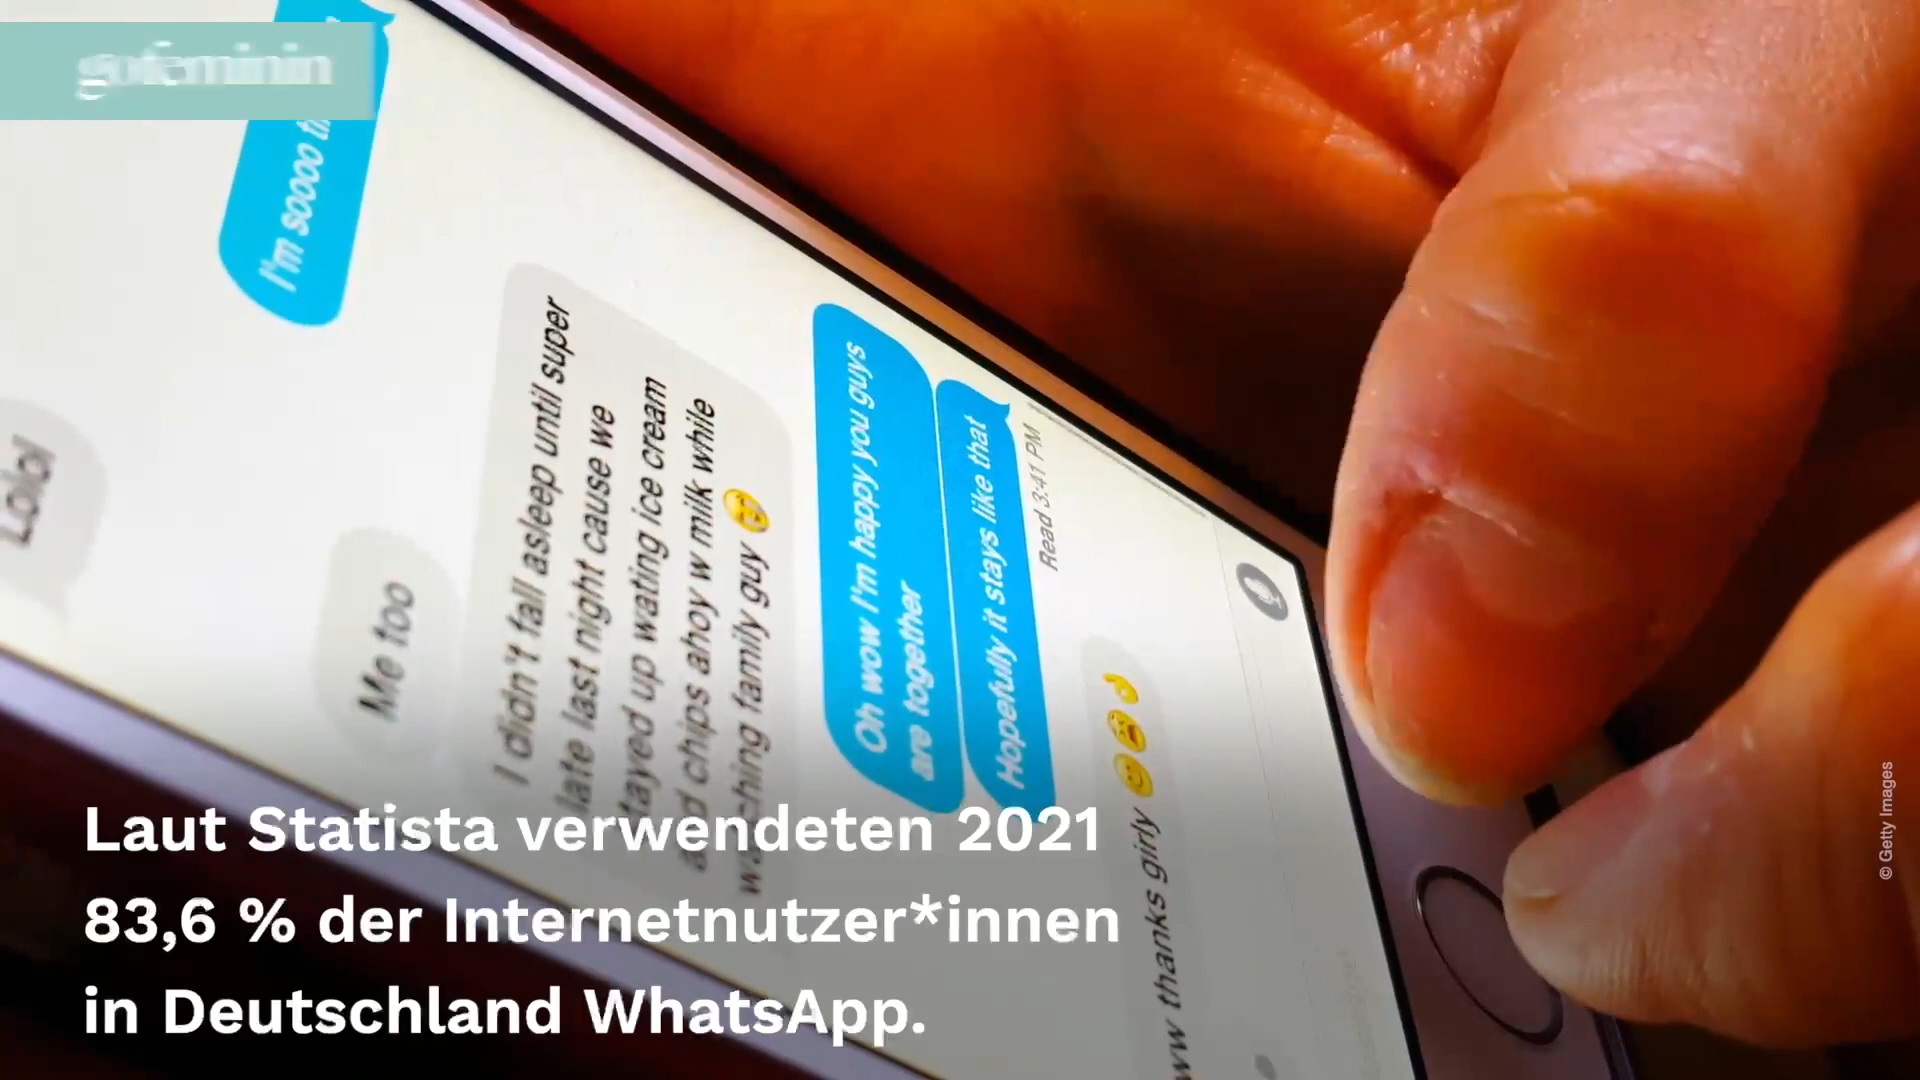 gofeminin
I'm sooo
Lolol
Me too
I didn't fall asleep until super
late last night cause we
stayed up wating ice cream
and chips ahoy w milk while
watching family guy
Oh wow I'm happy you guys
are together
Hopefully it stays like that
Read 3:41 PM
thanks girly
Laut Statista verwendeten 2021
83,6 % der Internetnutzer*innen
in Deutschland WhatsApp.
© Getty Images